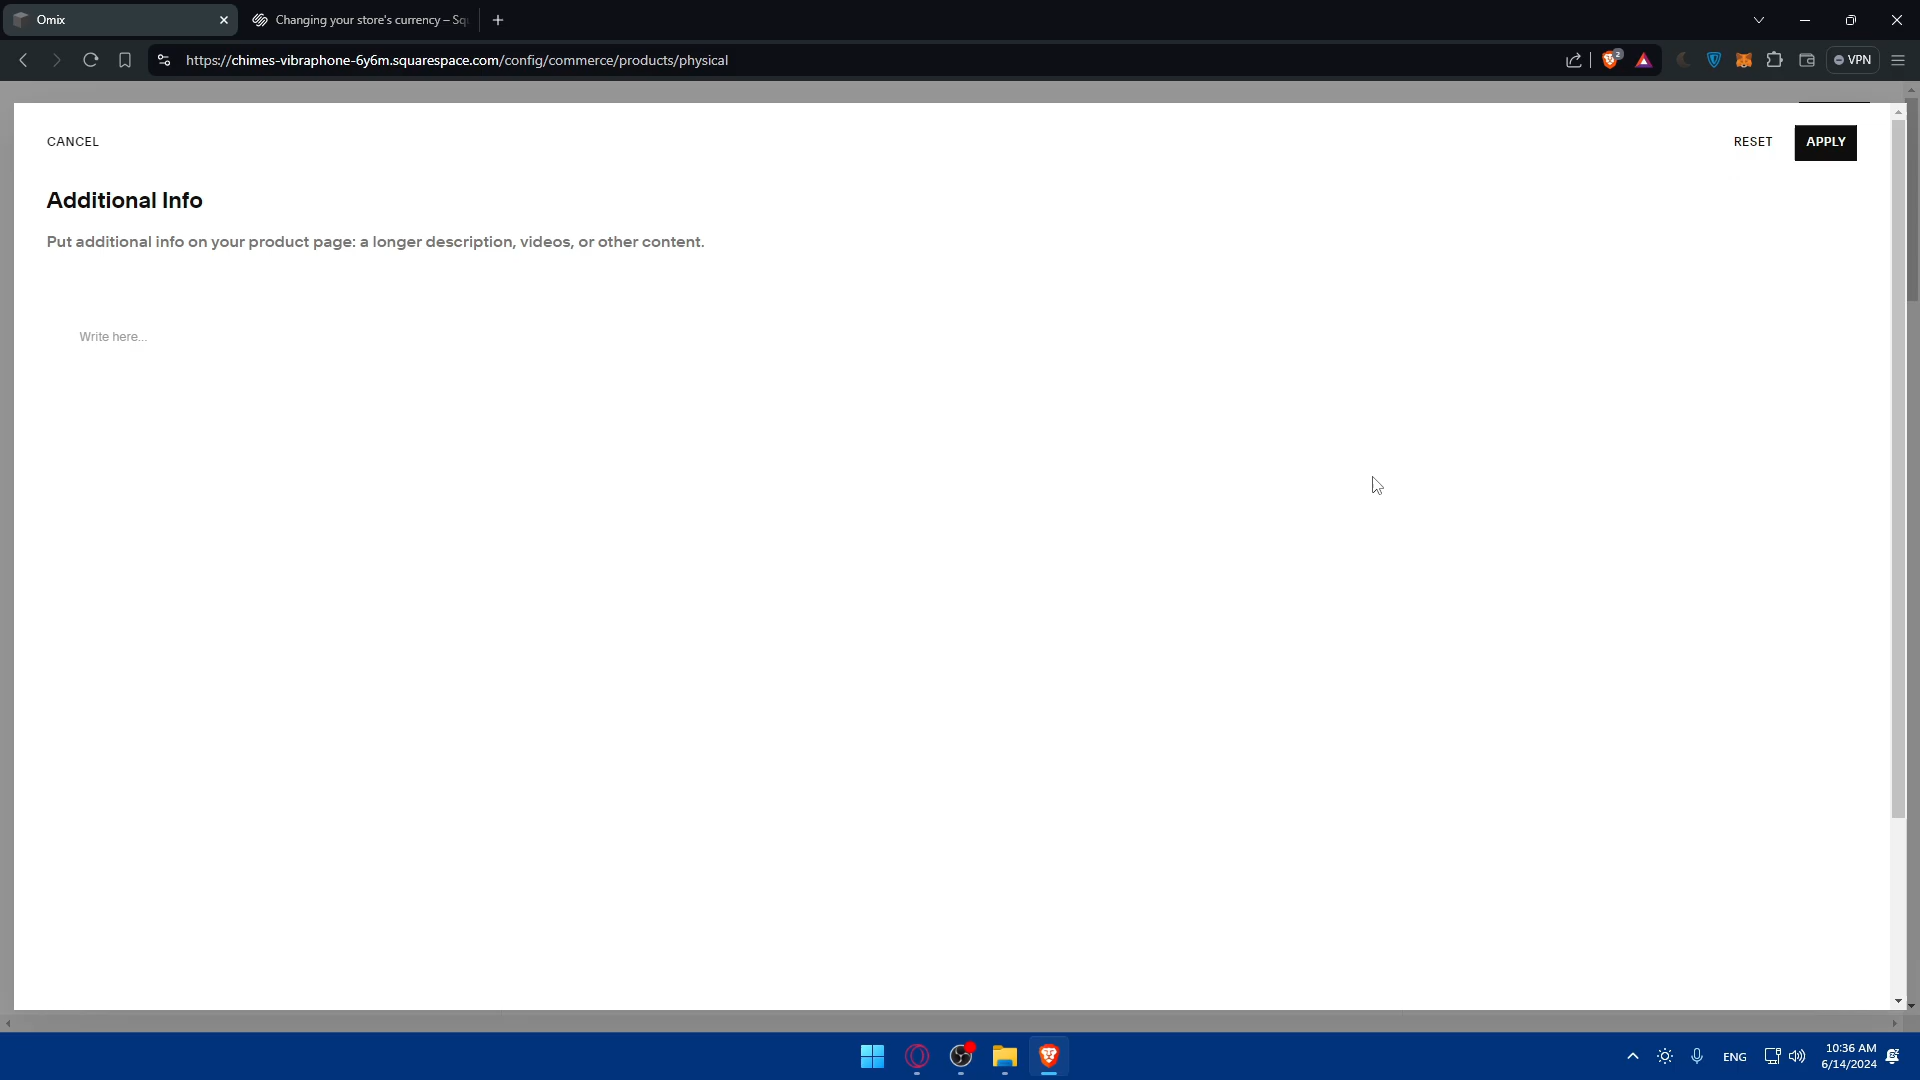 Omix
Changing your store's currency – Sq
https://chimes-vibraphone-6y6m.squarespace.com/config/commerce/products/physical
2
VPN
CANCEL
RESET
APPLY
Additional Info
Put additional info on your product page: a longer description, videos, or other content.
Write here...
ENG
10:36 AM
6/14/2024